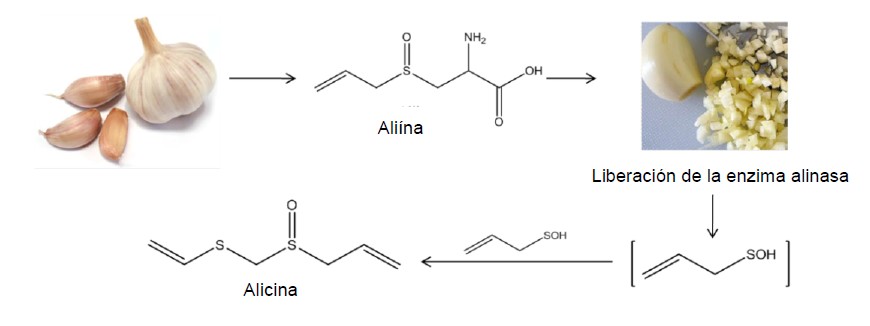 O
NH₂
S
OH
O
Aliína
Liberación de la enzima alinasa
SOH
O
S
S
Alicina
SOH